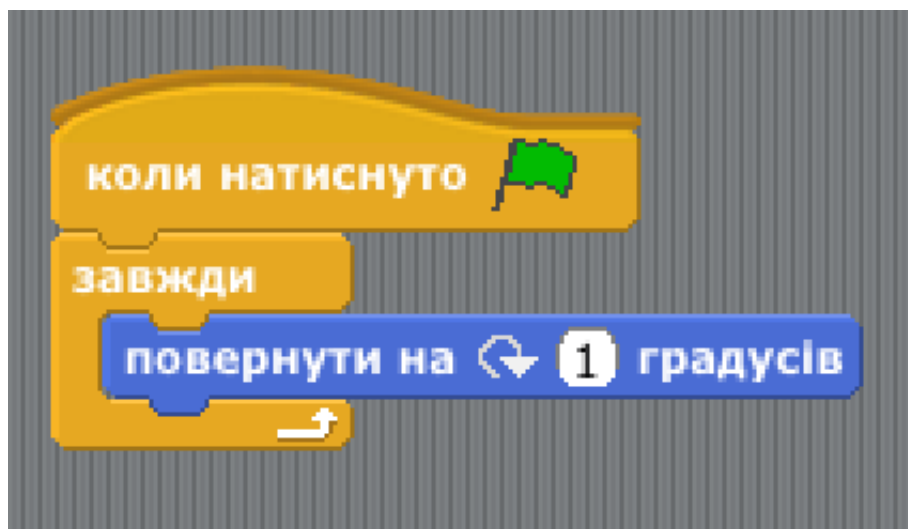 коли натиснуто
завжди
повернути на 1 градусів